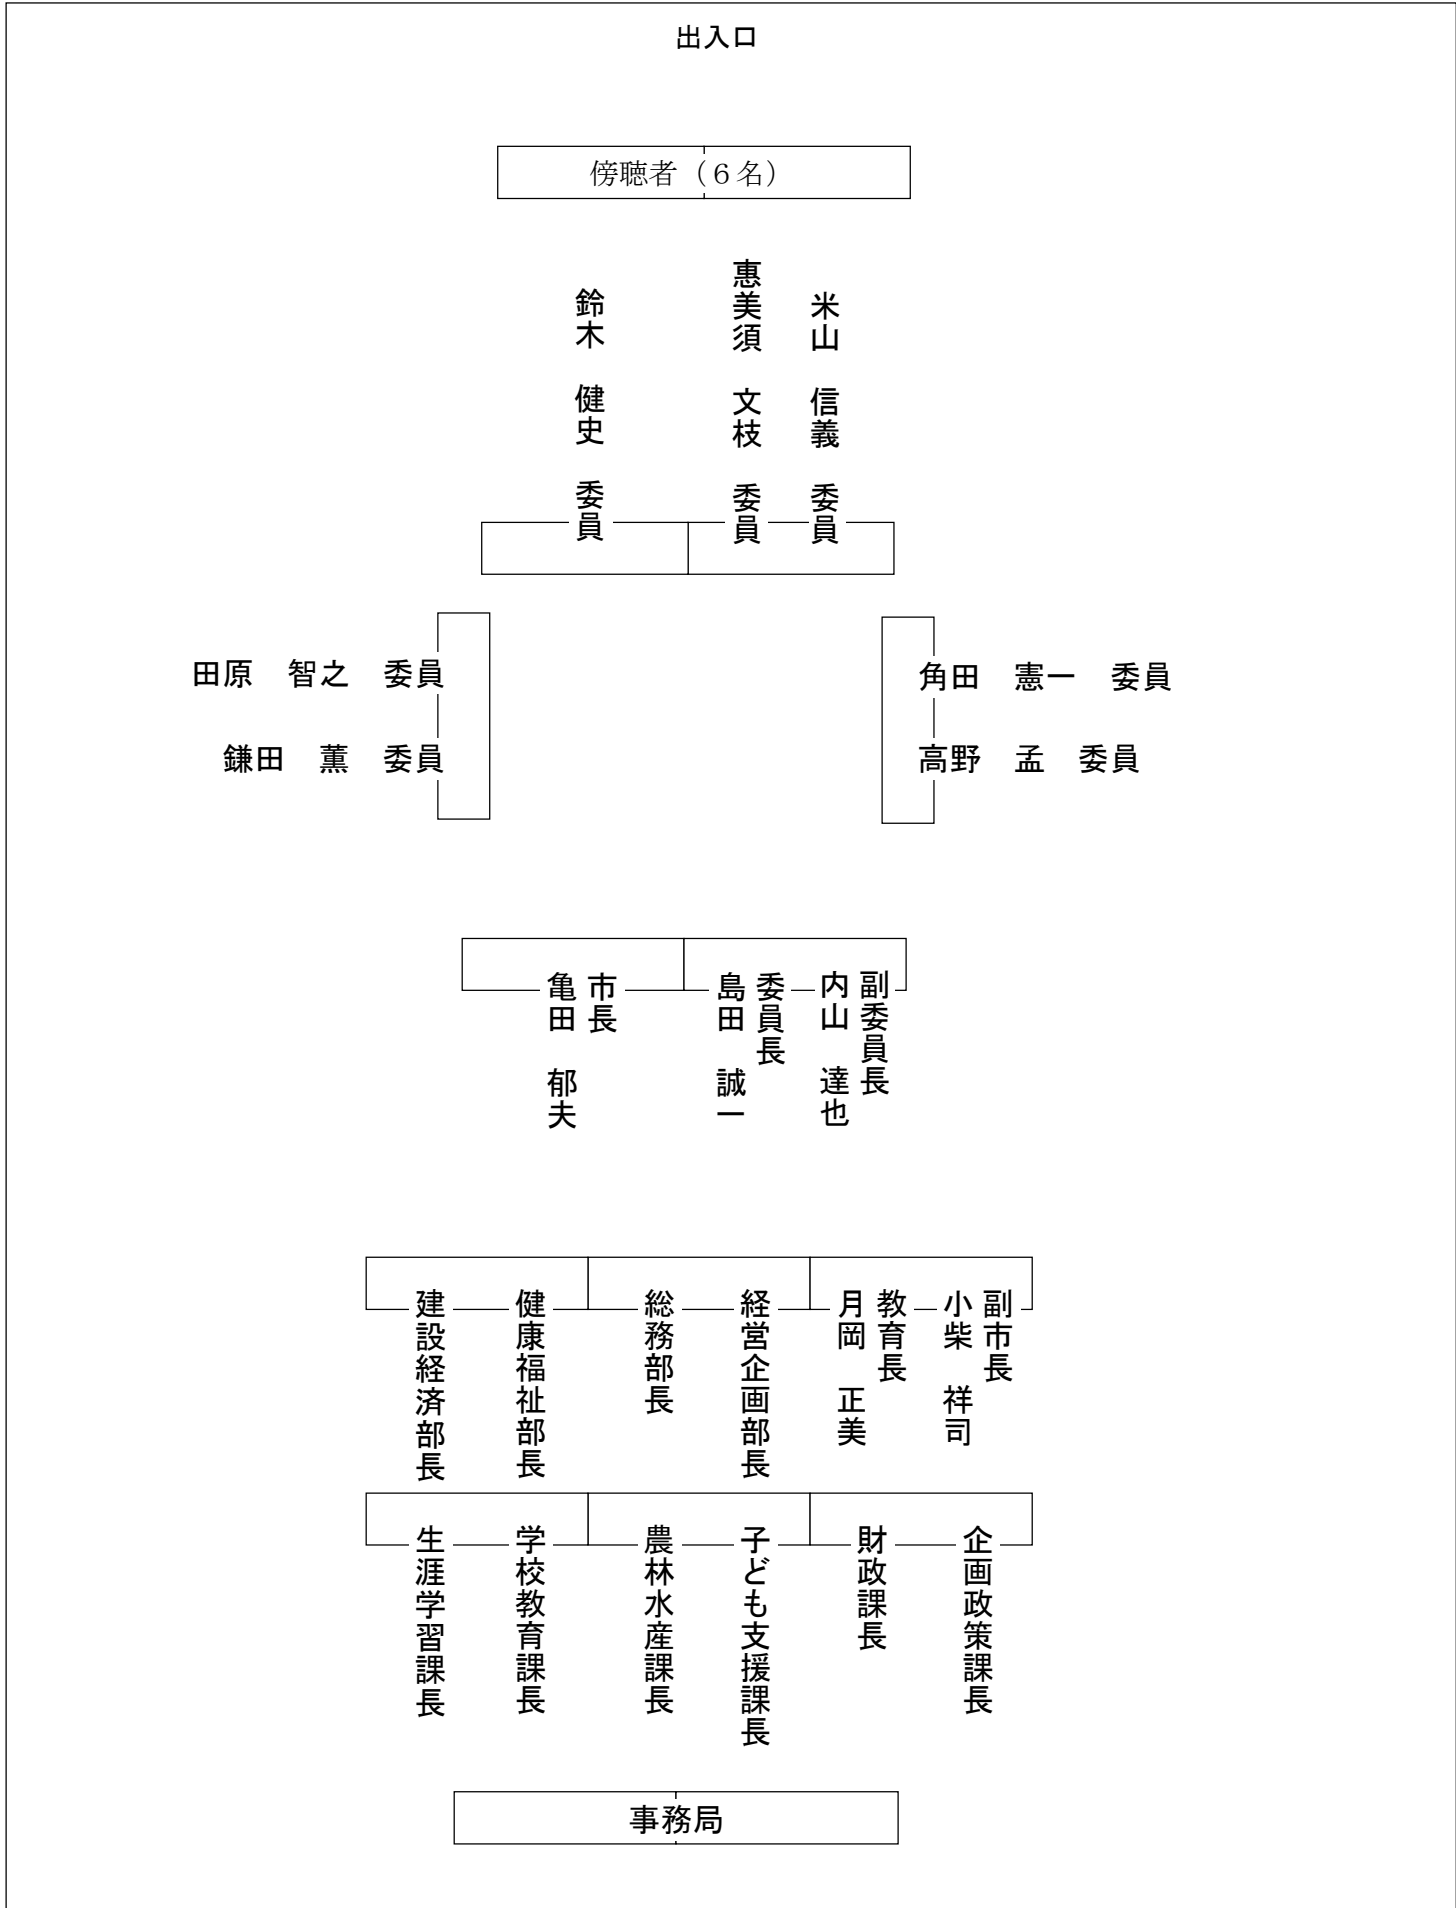 出入口
傍聴者（６名）
鈴木　健史　委員
惠美須　文枝　委員
米山　信義　委員
田原　智之　委員
鎌田　薫　委員
角田　憲一　委員
高野　孟　委員
市長
亀田　郁夫
委員長
島田　誠一
副委員長
内山　達也
建設経済部長
健康福祉部長
総務部長
経営企画部長
教育長
月岡　正美
副市長
小柴　祥司
生涯学習課長
学校教育課長
農林水産課長
子ども支援課長
財政課長
企画政策課長
事務局